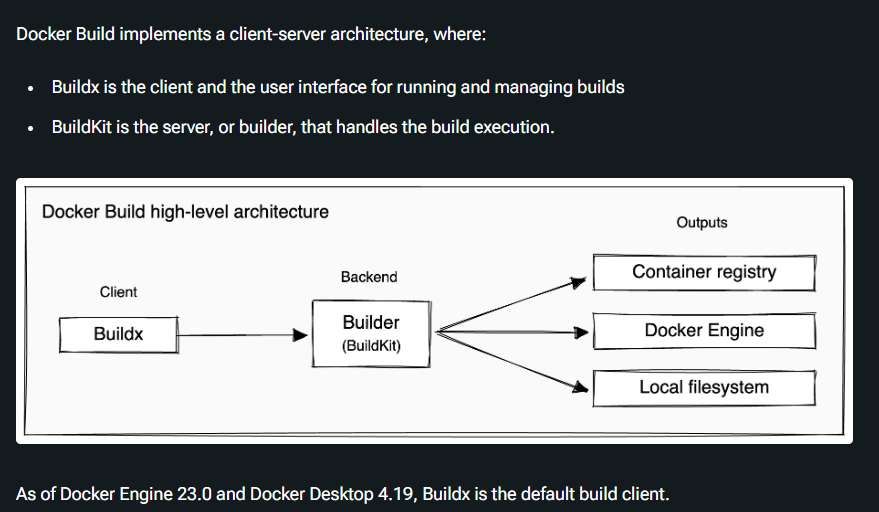 Docker Build implements a client-server architecture, where:
• Buildx is the client and the user interface for running and managing builds
• BuildKit is the server, or builder, that handles the build execution.
Docker Build high-level architecture
Outputs
Client
Backend
Buildx
Builder
(BuildKit)
Container registry
Docker Engine
Local filesystem
As of Docker Engine 23.0 and Docker Desktop 4.19, Buildx is the default build client.